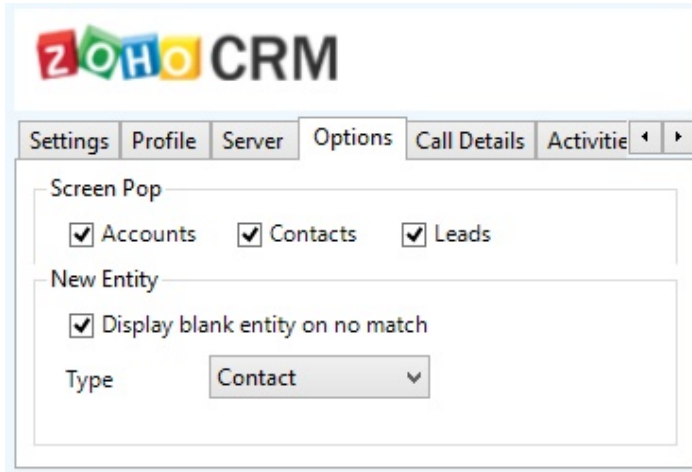 ZOHO CRM
Settings Profile Server Options Call Details Activitie
Screen Pop
Accounts Contacts Leads
New Entity
Display blank entity on no match
Type Contact